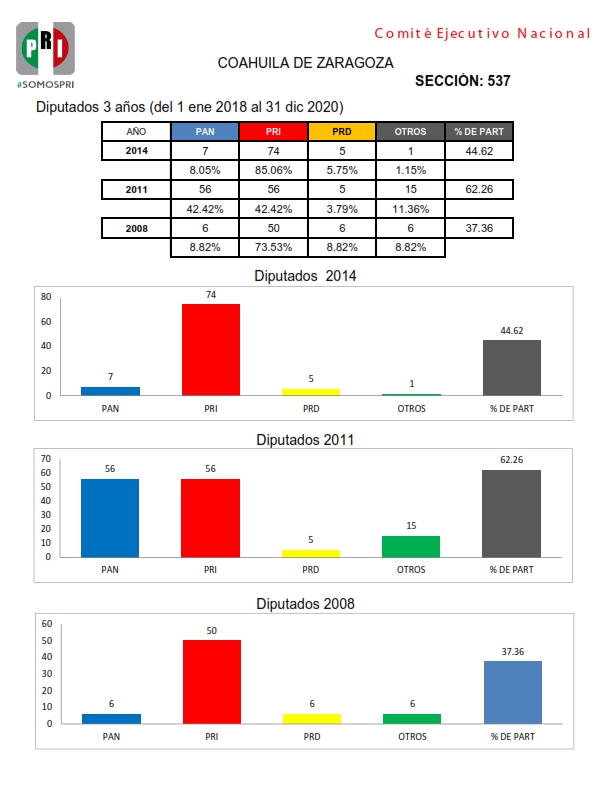 PRI
#SOMOSPRI
Comité Ejecutivo Nacional
COAHUILA DE ZARAGOZA
SECCIÓN: 537
Diputados 3 años (del 1 ene 2018 al 31 dic 2020)
AÑO PAN PRI PRD OTROS % DE PART
2014 7 74 5 1 44.62
8.05% 85.06% 5.75% 1.15%
2011 56 56 5 15 62.26
42.42% 42.42% 3.79% 11.36%
2008 6 50 6 6 37.36
8.82% 73.53% 8.82% 8.82%
Diputados 2014
80
60
40
20
0
7 74 5 1 44.62
PAN PRI PRD OTROS % DE PART
Diputados 2011
70
60
50
40
30
20
10
0
56 56 5 15 62.26
PAN PRI PRD OTROS % DE PART
Diputados 2008
60
50
40
30
20
10
0
6 50 6 6 37.36
PAN PRI PRD OTROS % DE PART